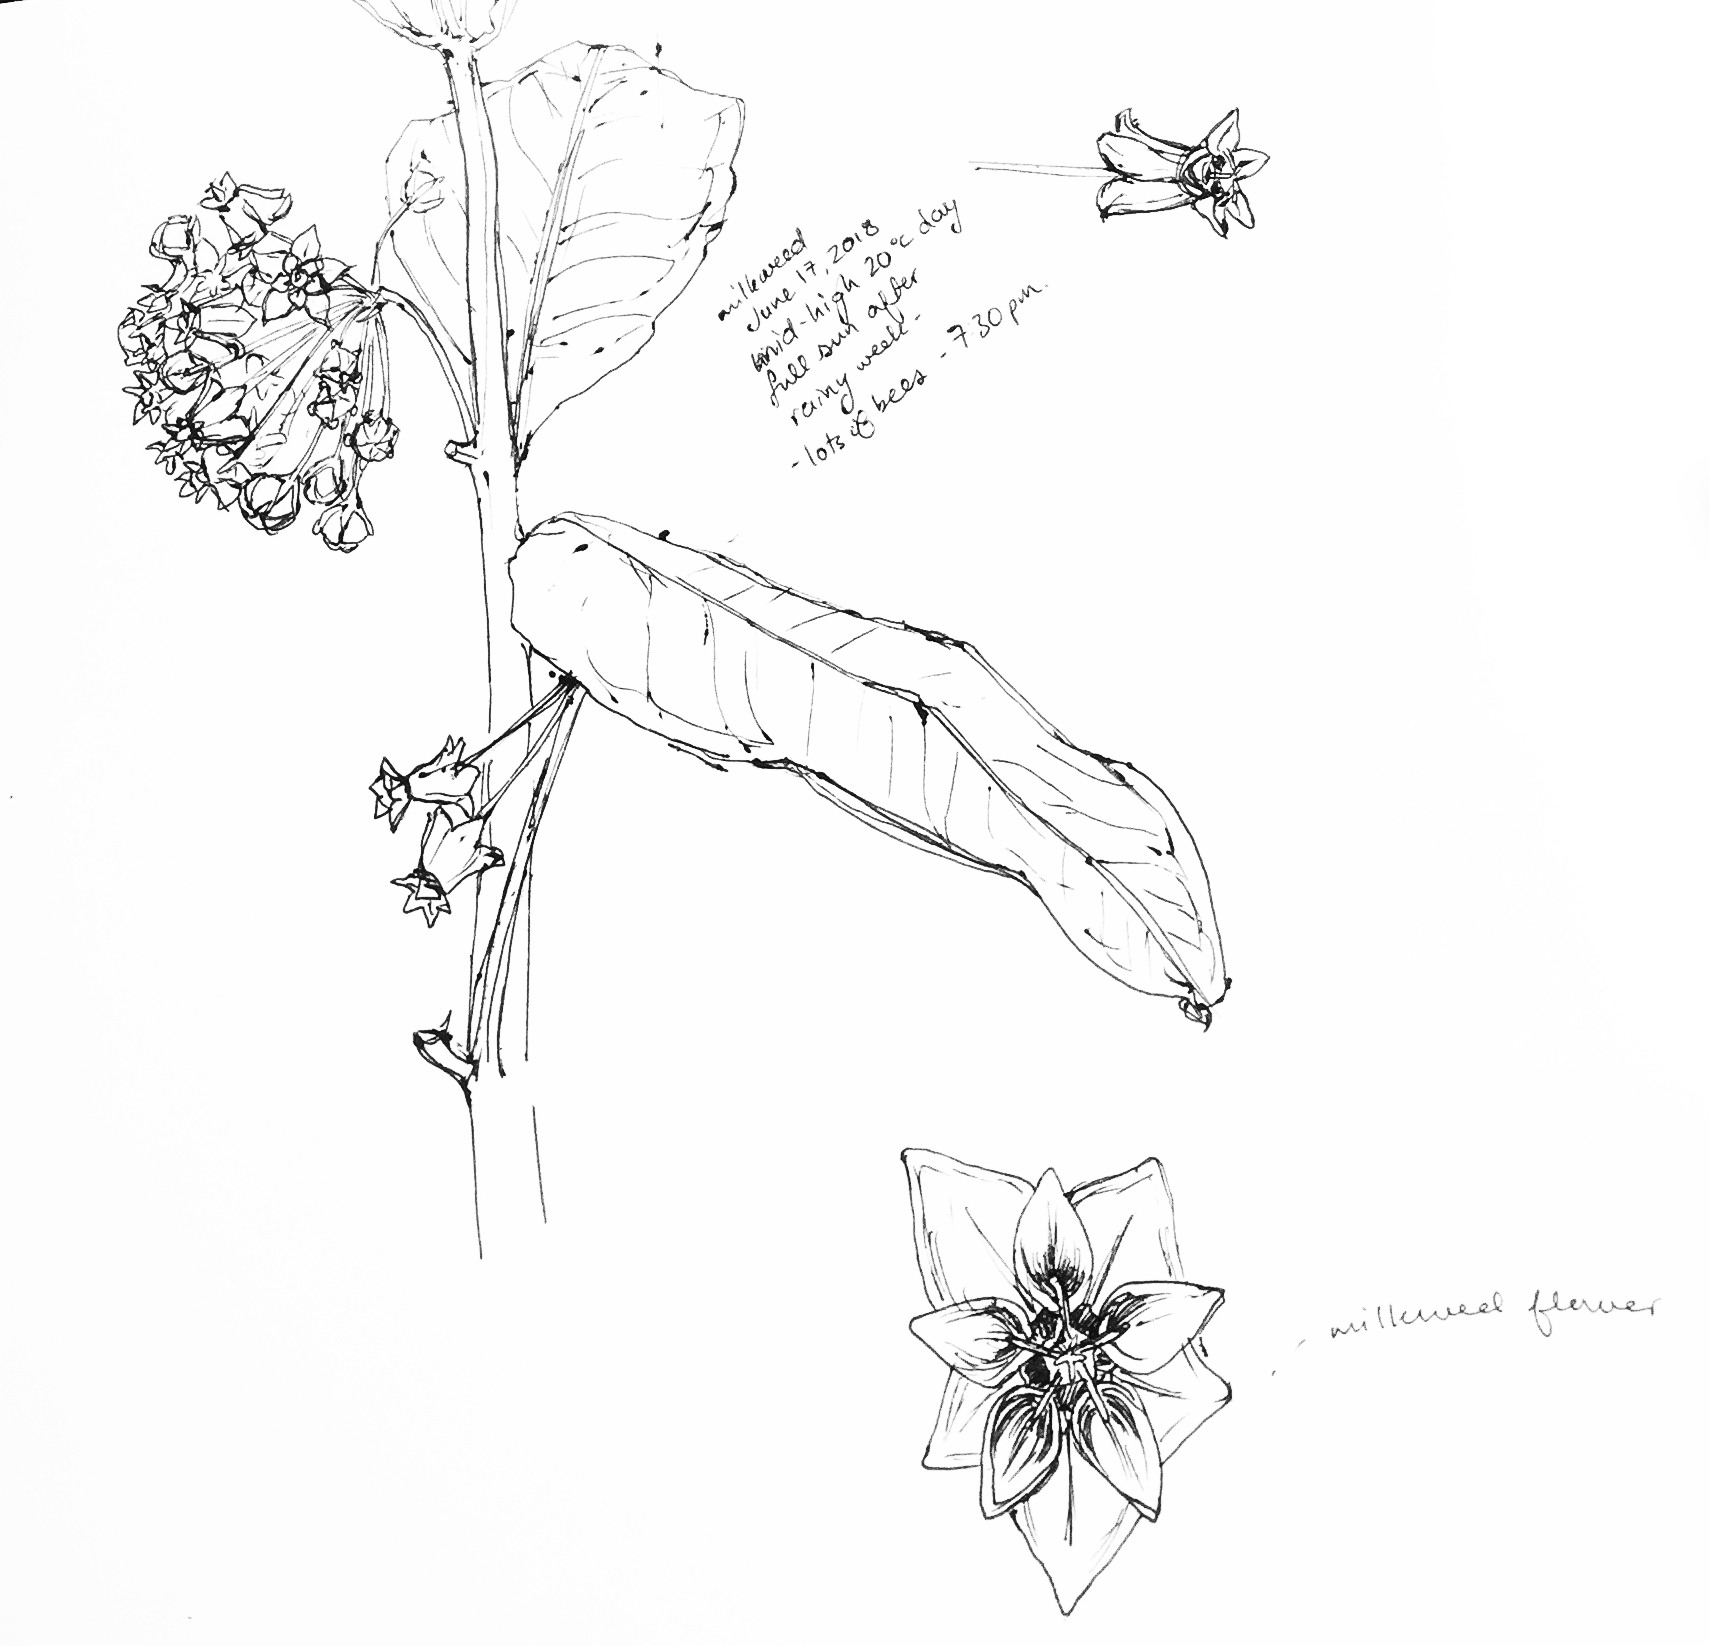 milkweed
June 17, 2018
mid-high 20°c day
full sun after
rainy week -
- lots of bees - 7:30 pm.
- milkweed flower